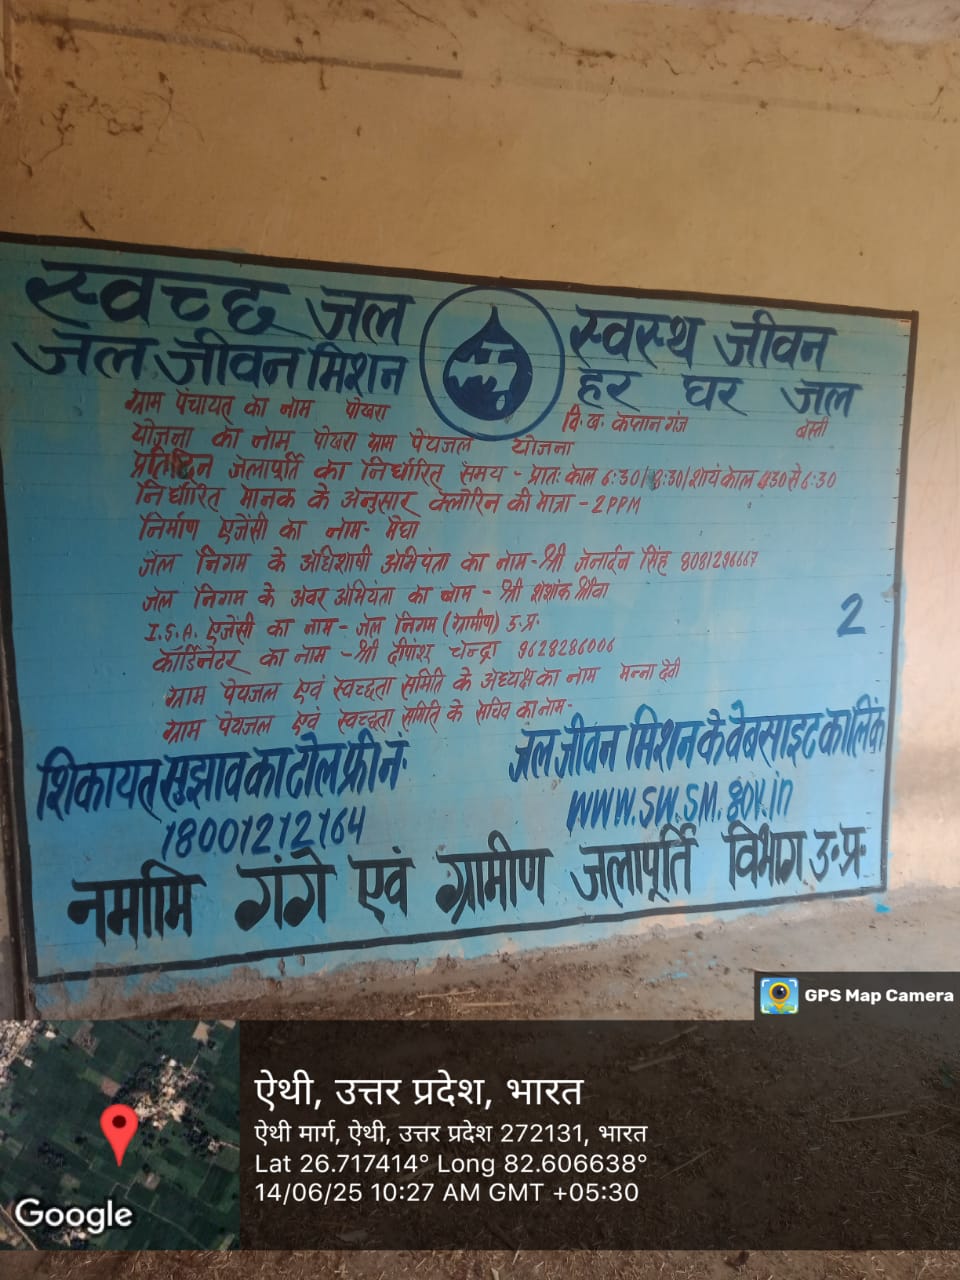 स्वच्छ जल स्वस्थ जीवन
जल जीवन मिशन हर घर जल
ग्राम पंचायत का नाम पोखरा वि.ख. कप्तान गंज बस्ती
योजना का नाम पोखरा ग्राम पेयजल योजना
प्रतिदिन जलापूर्ति का निर्धारित समय - प्रातः काल 6:30/8:30/शायं काल 4:30 से 6:30
निर्धारित मानक के अनुसार क्लोरिन की मात्रा - 2PPM
निर्माण ऐजेंसी का नाम- मेघा
जल निगम के अधिशाषी अभियंता का नाम - श्री जनार्दन सिंह 8081296667
जल निगम के अवर अभियंता का नाम - श्री शशांक
I.S.A. ऐजेंसी का नाम - जल निगम (ग्रामीण) उ.प्र.
2
कॉर्डिनेटर का नाम - श्री दीपांशू चन्द्रा 9628286006
ग्राम पेयजल एवं स्वच्छता समिति के अध्यक्ष का नाम मन्ना देवी
ग्राम पेयजल एवं स्वच्छता समिति के सचिव का नाम-
शिकायत सुझाव का टोल फ्री नं॰ जल जीवन मिशन के वेबसाइट का लिंक
18001212164 www.sw.sm.gov.in
नमामि गंगे एवं ग्रामीण जलापूर्ति विभाग उ॰प्र॰
GPS Map Camera
ऐथी, उत्तर प्रदेश, भारत
ऐथी मार्ग, ऐथी, उत्तर प्रदेश 272131, भारत
Lat 26.717414° Long 82.606638°
14/06/25 10:27 AM GMT +05:30
Google